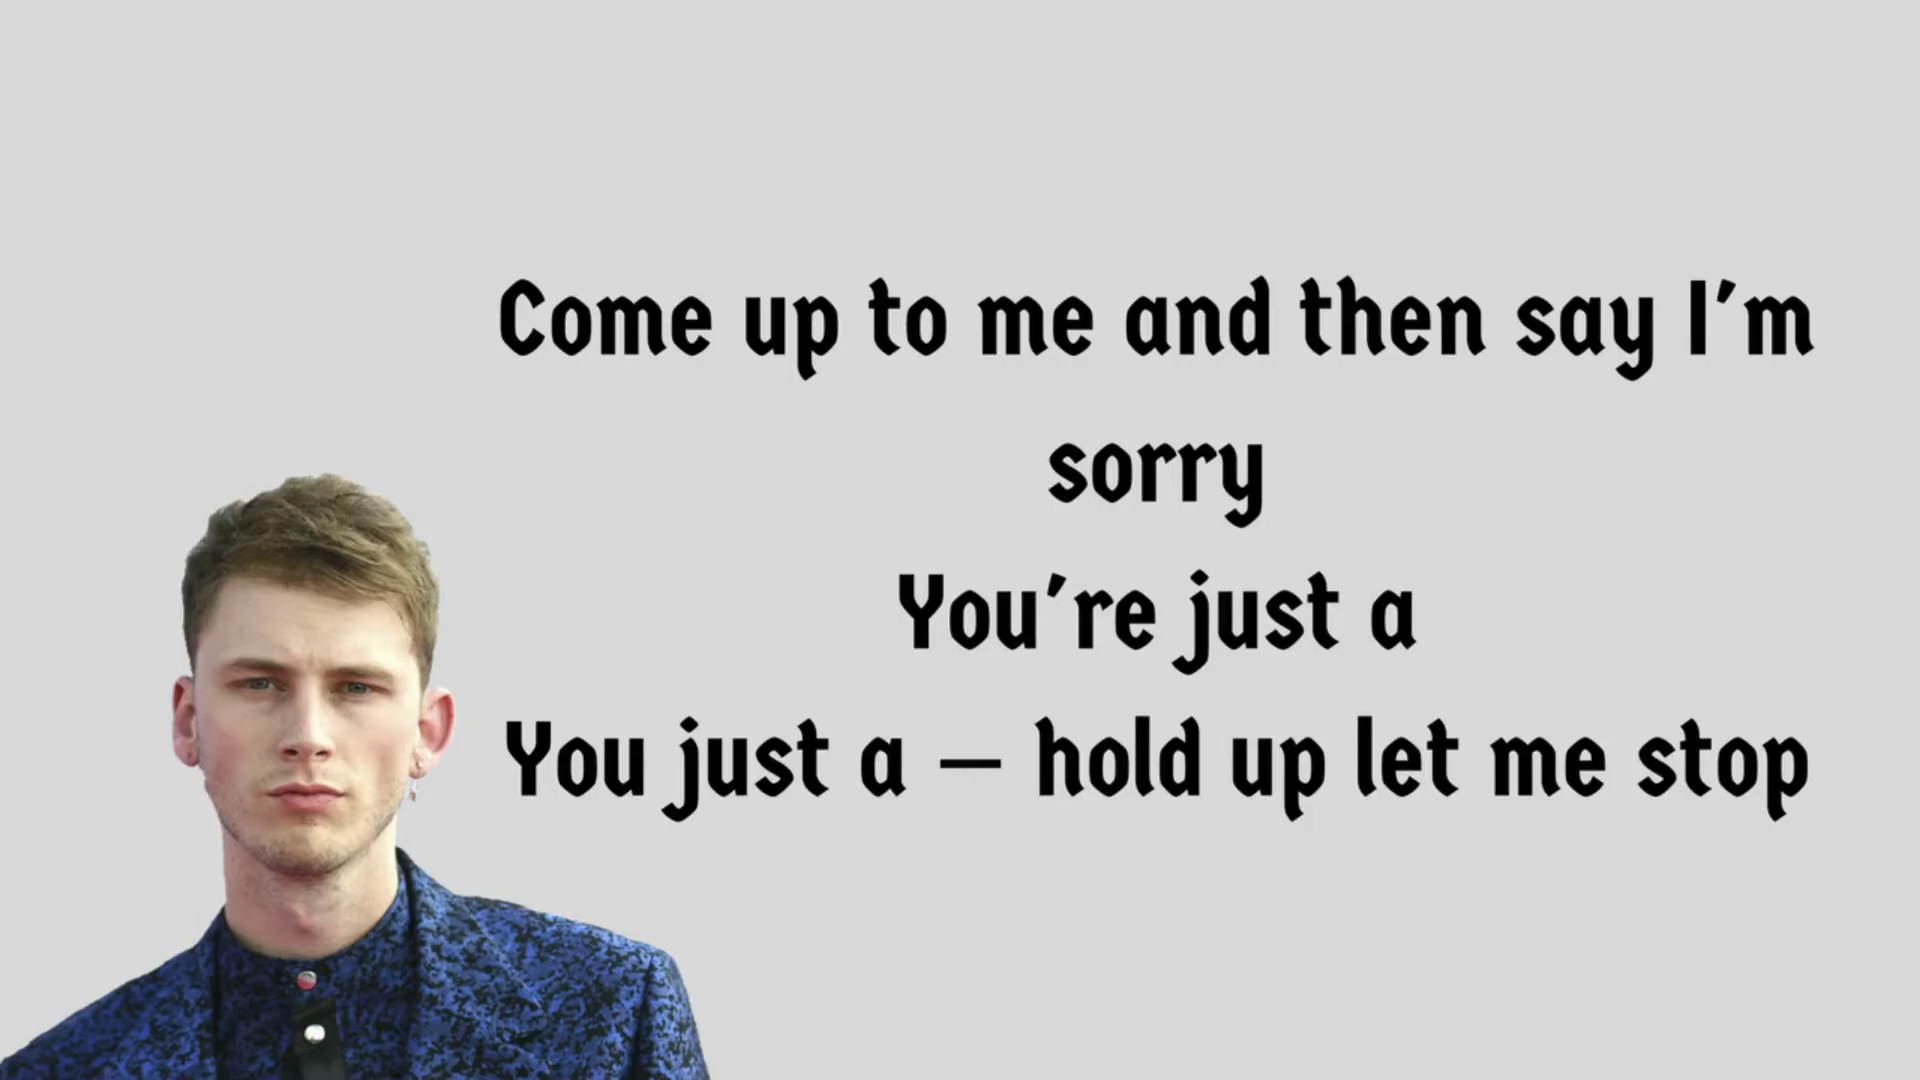 Come up to me and then say I'm
sorry
You're just a
You just a – hold up let me stop